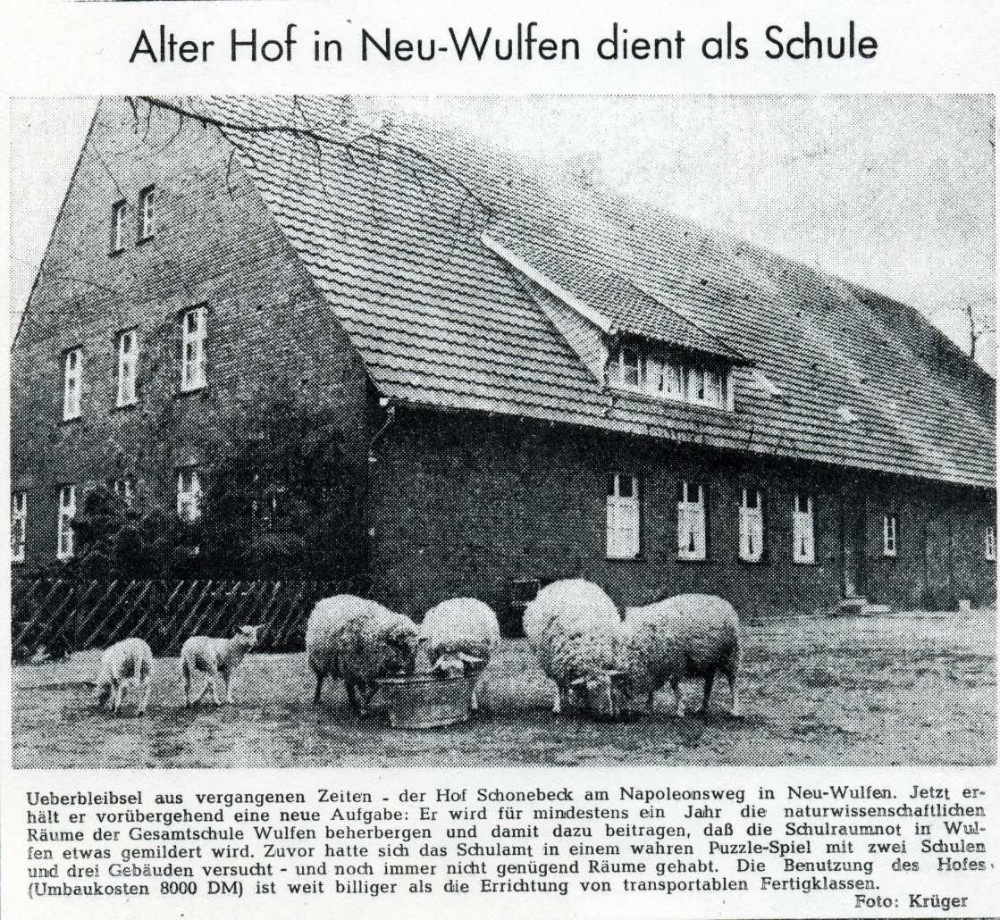 Alter Hof in Neu-Wulfen dient als Schule
Ueberbleibsel aus vergangenen Zeiten - der Hof Schonebeck am Napoleonsweg in Neu-Wulfen. Jetzt er-
hält er vorübergehend eine neue Aufgabe: Er wird für mindestens ein Jahr die naturwissenschaftlichen
Räume der Gesamtschule Wulfen beherbergen und damit dazu beitragen, daß die Schulraumnot in Wul-
fen etwas gemildert wird. Zuvor hatte sich das Schulamt in einem wahren Puzzle-Spiel mit zwei Schulen
und drei Gebäuden versucht - und noch immer nicht genügend Räume gehabt. Die Benutzung des Hofes
(Umbaukosten 8000 DM) ist weit billiger als die Errichtung von transportablen Fertigklassen.
Foto: Krüger